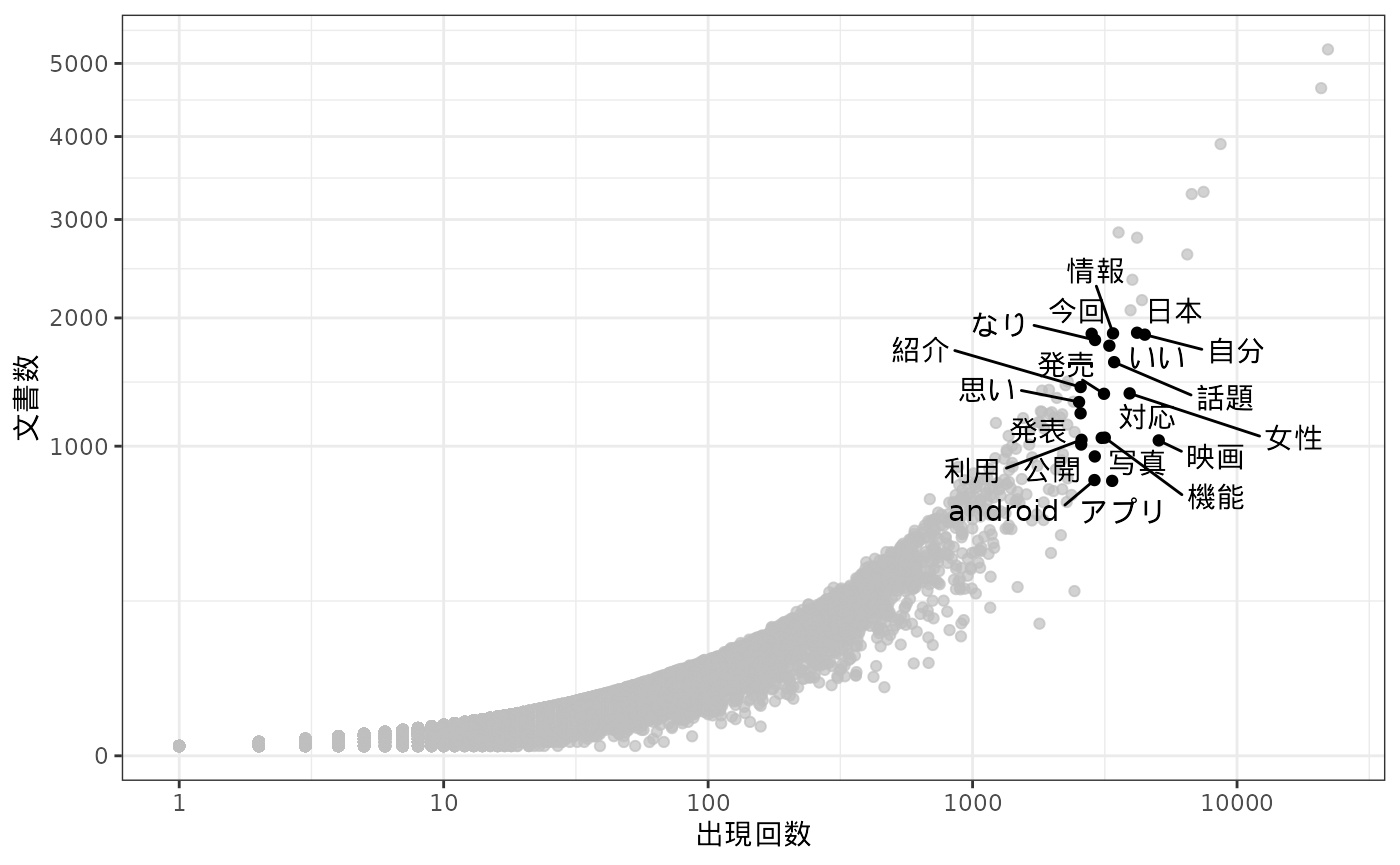 5000
4000
3000
2000
1000
0
文書数
情報
今回
日本
なり
紹介
自分
いい
発売
思い
話題
対応
発表
女性
利用
公開
写真
映画
機能
android
アプリ
1
10
100
1000
10000
出現回数